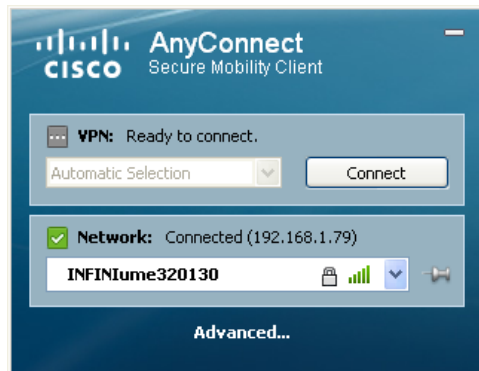 CISCO
AnyConnect
Secure Mobility Client
VPN: Ready to connect.
Automatic Selection
Connect
Network: Connected (192.168.1.79)
INFINIume320130
Advanced...